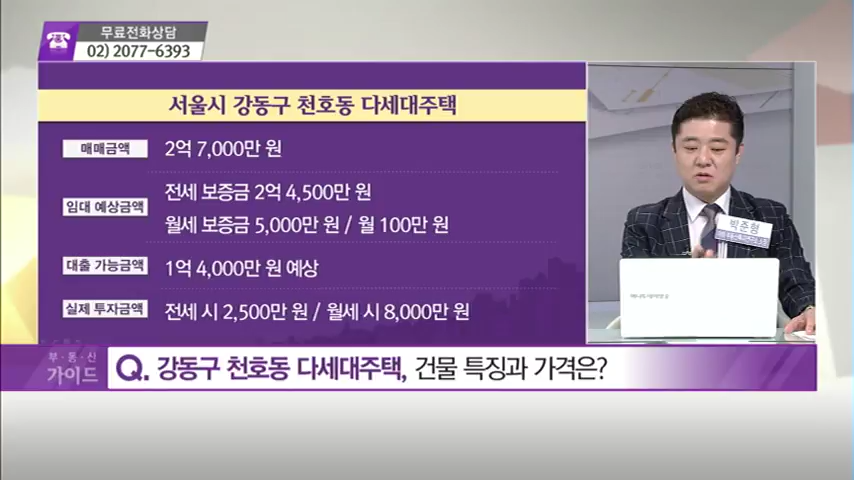 무료전화상담
02) 2077-6393
서울시 강동구 천호동 다세대주택
매매금액 2억 7,000만 원
임대 예상금액 전세 보증금 2억 4,500만 원
월세 보증금 5,000만 원 / 월 100만 원
대출 가능금액 1억 4,000만 원 예상
실제 투자금액 전세 시 2,500만 원 / 월세 시 8,000만 원
박준형
부·동·산
가이드
Q. 강동구 천호동 다세대주택, 건물 특징과 가격은?